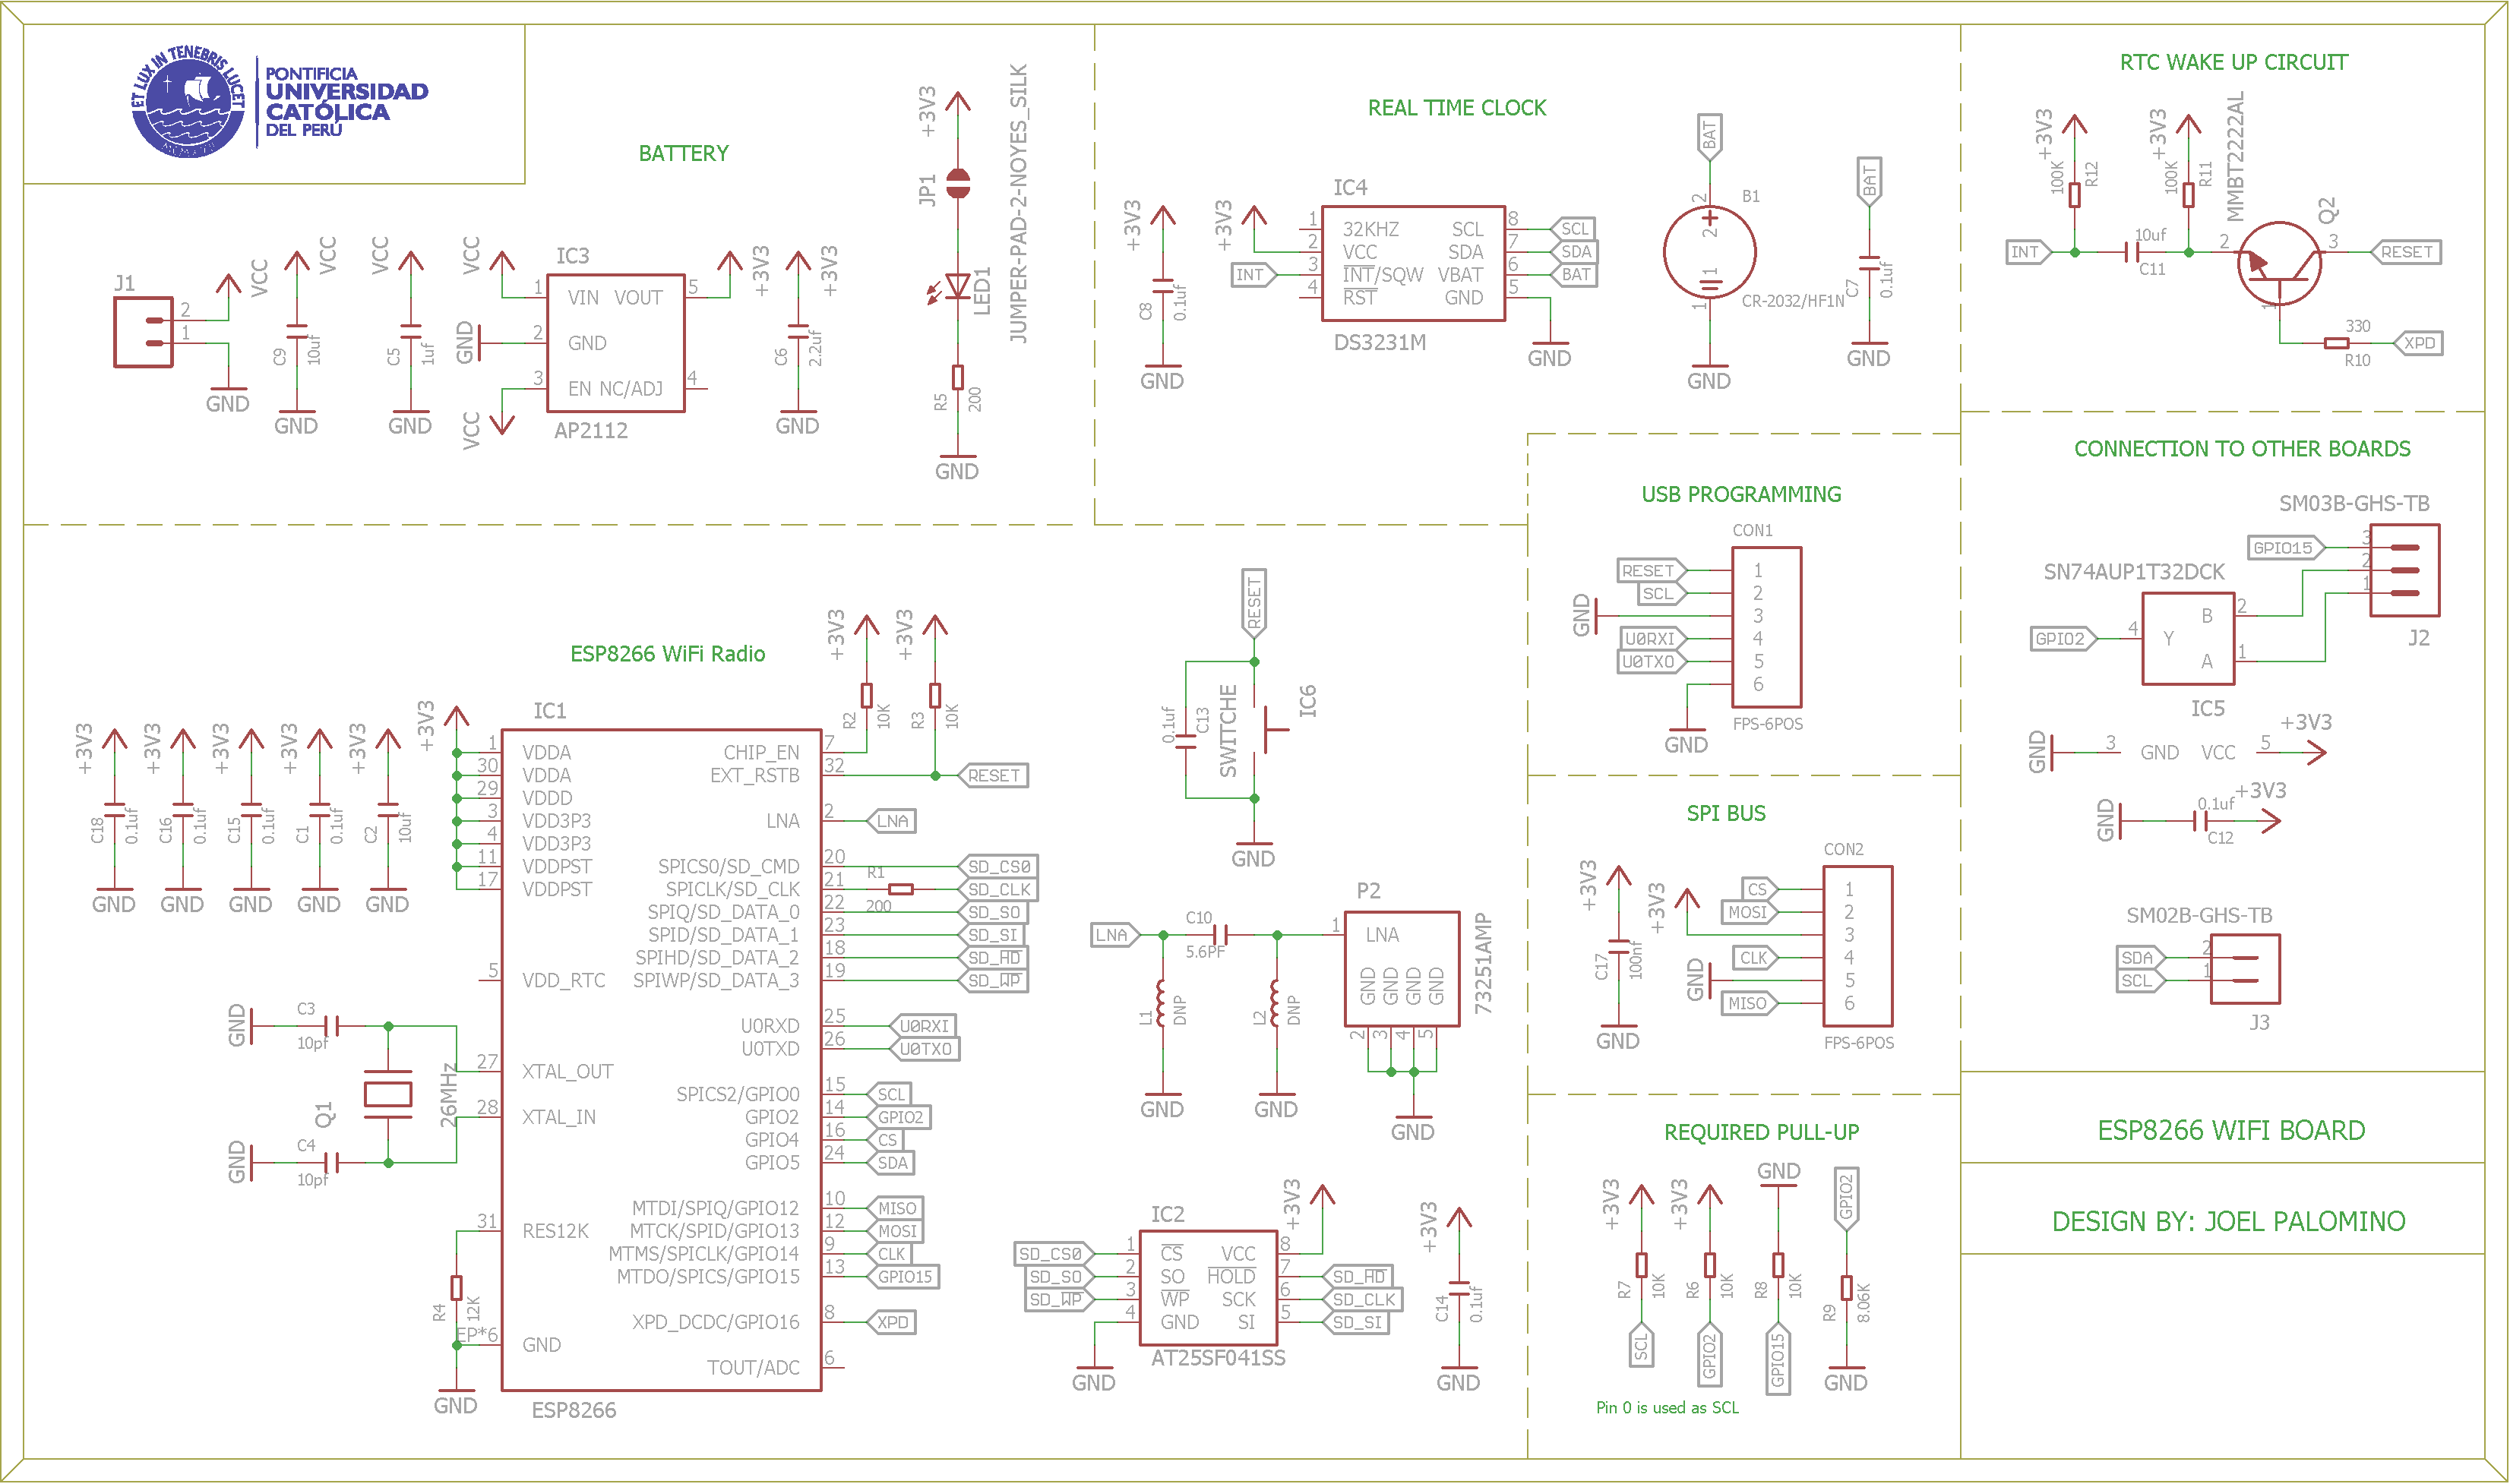 ET LUX IN TENEBRIS LUCET
PONTIFICIA
UNIVERSIDAD
CATÓLICA
DEL PERÚ
BATTERY
J1
2
1
VCC
GND
VCC
C9
10uf
GND
VCC
C5
1uf
GND
VCC
IC3
1
VIN VOUT
5
GND
2
GND
3
EN NC/ADJ
4
VCC
AP2112
+3V3
+3V3
C6
2.2uf
GND
+3V3
JP1
JUMPER-PAD-2-NOYES_SILK
LED1
R5
200
GND
REAL TIME CLOCK
+3V3
C8
0.1uf
GND
+3V3
INT
IC4
1
32KHZ
SCL
8
SCL
2
VCC
SDA
7
SDA
3
INT/SQW
VBAT
6
BAT
4
RST
GND
5
DS3231M
GND
BAT
2
B1
2
1
1
CR-2032/HF1N
GND
BAT
C7
0.1uf
GND
RTC WAKE UP CIRCUIT
+3V3
100K
R12
+3V3
100K
R11
MMBT2222AL
Q2
INT
10uf
C11
2
3
RESET
1
330
R10
XPD
CONNECTION TO OTHER BOARDS
SM03B-GHS-TB
GPIO15
3
2
1
J2
SN74AUP1T32DCK
GPIO2
4
Y
B
2
A
1
IC5
GND
3
GND
VCC
5
+3V3
GND
0.1uf
C12
+3V3
SM02B-GHS-TB
SDA
2
SCL
1
J3
USB PROGRAMMING
CON1
RESET
1
SCL
2
GND
3
U0RXI
4
U0TXO
5
6
FPS-6POS
GND
SPI BUS
CON2
+3V3
C17
100nf
GND
+3V3
CS
1
MOSI
2
3
CLK
4
GND
5
MISO
6
FPS-6POS
REQUIRED PULL-UP
+3V3
R7
10K
SCL
+3V3
R6
10K
GPIO2
GND
R8
10K
GPIO15
GPIO2
R9
8.06K
GND
Pin 0 is used as SCL
ESP8266 WiFi Radio
+3V3
C18
0.1uf
GND
+3V3
C16
0.1uf
GND
+3V3
C15
0.1uf
GND
+3V3
C1
0.1uf
GND
+3V3
C2
10uf
GND
+3V3
IC1
1
VDDA
30
VDDA
29
VDDD
3
VDD3P3
4
VDD3P3
11
VDDPST
17
VDDPST
5
VDD_RTC
27
XTAL_OUT
28
XTAL_IN
31
RES12K
EP*6
GND
GND
C3
10pf
26MHz
Q1
GND
C4
10pf
R4
12K
GND
ESP8266
+3V3
R2
10K
+3V3
R3
10K
CHIP_EN
7
EXT_RSTB
32
RESET
LNA
2
LNA
SPICS0/SD_CMD
20
SD_CS0
SPICLK/SD_CLK
21
R1
200
SD_CLK
SPIQ/SD_DATA_0
22
SD_SO
SPID/SD_DATA_1
23
SD_SI
SPIHD/SD_DATA_2
18
SD_HD
SPIWP/SD_DATA_3
19
SD_WP
U0RXD
25
U0RXI
U0TXD
26
U0TXO
SPICS2/GPIO0
15
SCL
GPIO2
14
GPIO2
GPIO4
16
CS
GPIO5
24
SDA
MTDI/SPIQ/GPIO12
10
MISO
MTCK/SPID/GPIO13
12
MOSI
MTMS/SPICLK/GPIO14
9
CLK
MTDO/SPICS/GPIO15
13
GPIO15
XPD_DCDC/GPIO16
8
XPD
TOUT/ADC
6
RESET
0.1uf
C13
SWITCHE
IC6
GND
LNA
C10
5.6PF
L1
DNP
GND
L2
DNP
GND
P2
1
LNA
GND
GND
GND
GND
2
3
4
5
73251AMP
GND
IC2
+3V3
SD_CS0
1
CS
VCC
8
SD_SO
2
SO
HOLD
7
SD_HD
SD_WP
3
WP
SCK
6
SD_CLK
4
GND
SI
5
SD_SI
AT25SF041SS
GND
+3V3
C14
0.1uf
GND
ESP8266 WIFI BOARD
DESIGN BY: JOEL PALOMINO